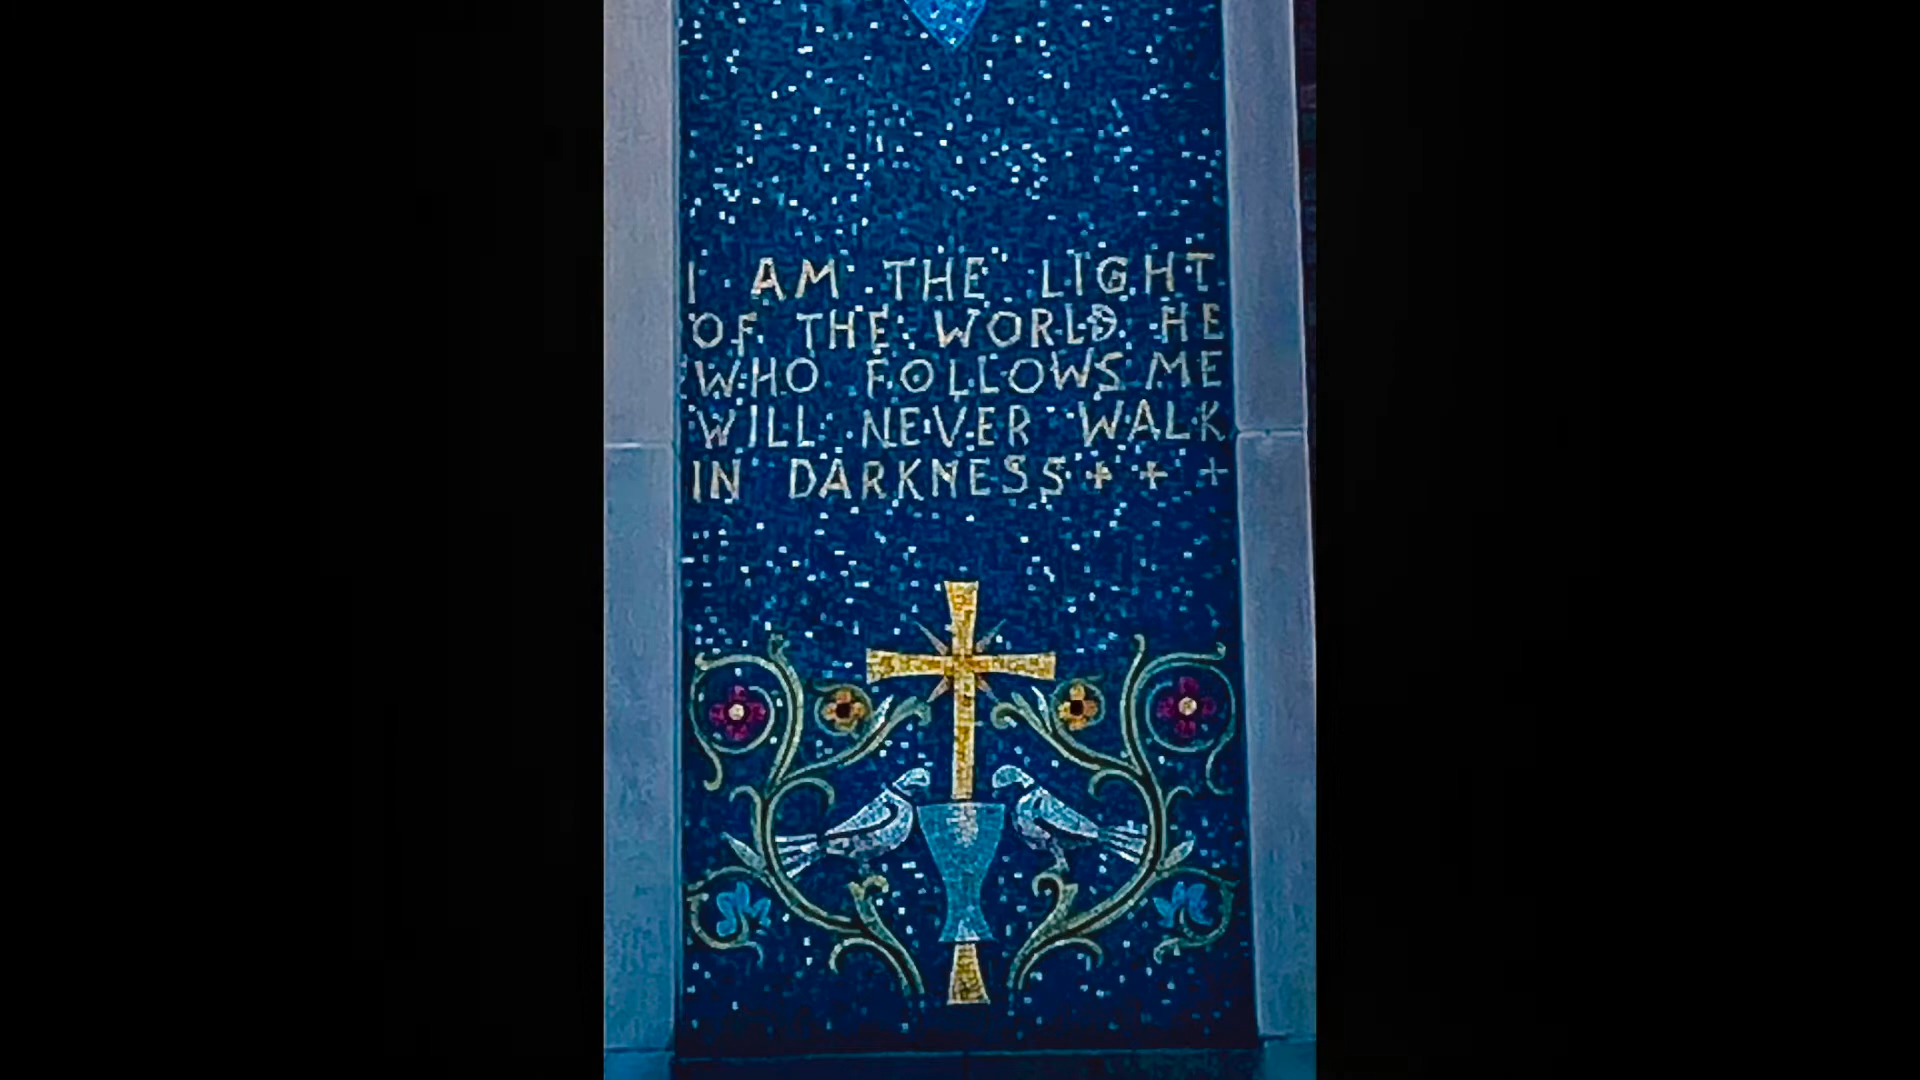 I AM THE LIGHT
OF THE WORLD HE
WHO FOLLOWS ME
WILL NEVER WALK
IN DARKNESS + + +